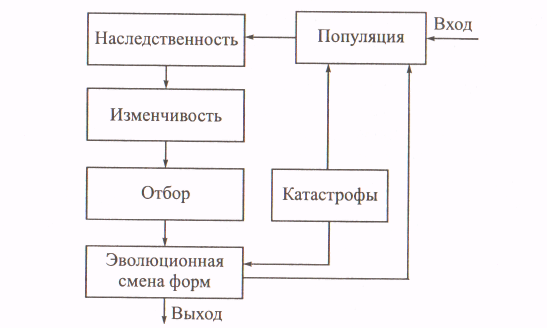 Вход
Популяция
Наследственность
Изменчивость
Отбор
Катастрофы
Эволюционная
смена форм
Выход